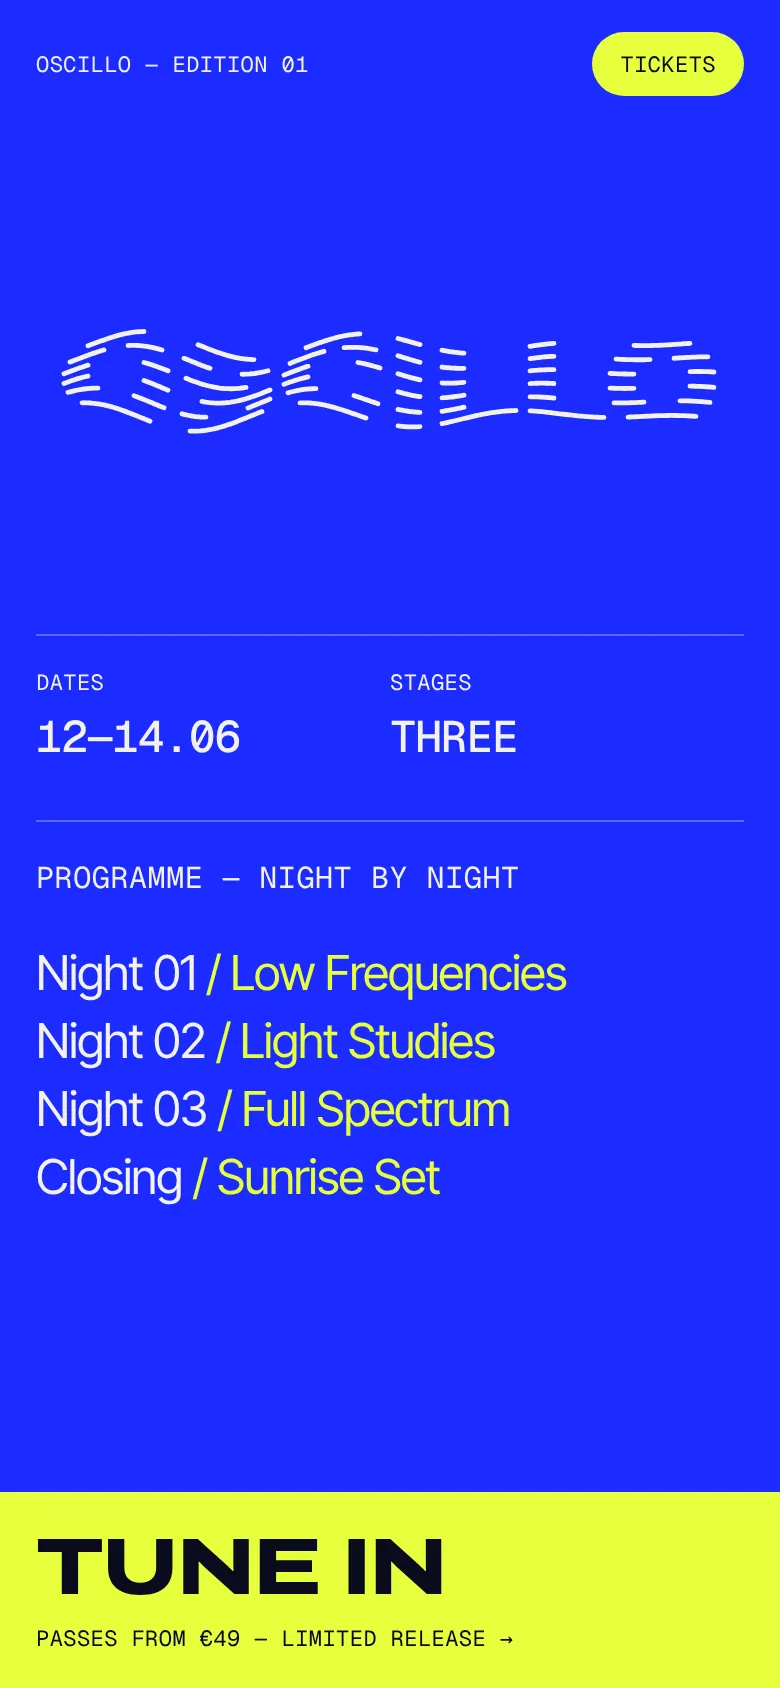 OSCILLO — EDITION 01
TICKETS
OSCILLO
DATES
STAGES
12—14.06
THREE
PROGRAMME — NIGHT BY NIGHT
Night 01 / Low Frequencies
Night 02 / Light Studies
Night 03 / Full Spectrum
Closing / Sunrise Set
TUNE IN
PASSES FROM €49 — LIMITED RELEASE →